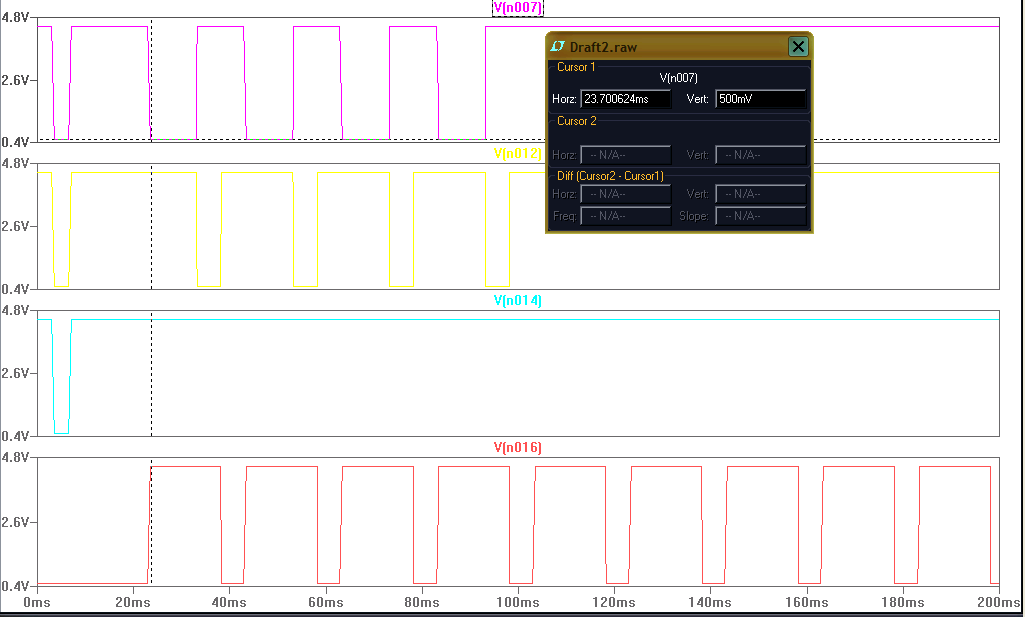 V(n007)
4.8V
2.6V
0.4V
Draft2.raw
Cursor 1
V(n007)
Horz: 23.700624ms Vert: 500mV
Cursor 2
Horz: -- N/A-- Vert: -- N/A--
Diff (Cursor2 - Cursor1)
Horz: -- N/A-- Vert: -- N/A--
Freq: -- N/A-- Slope: -- N/A--
V(n012)
4.8V
2.6V
0.4V
V(n014)
4.8V
2.6V
0.4V
V(n016)
4.8V
2.6V
0.4V
0ms 20ms 40ms 60ms 80ms 100ms 120ms 140ms 160ms 180ms 200ms